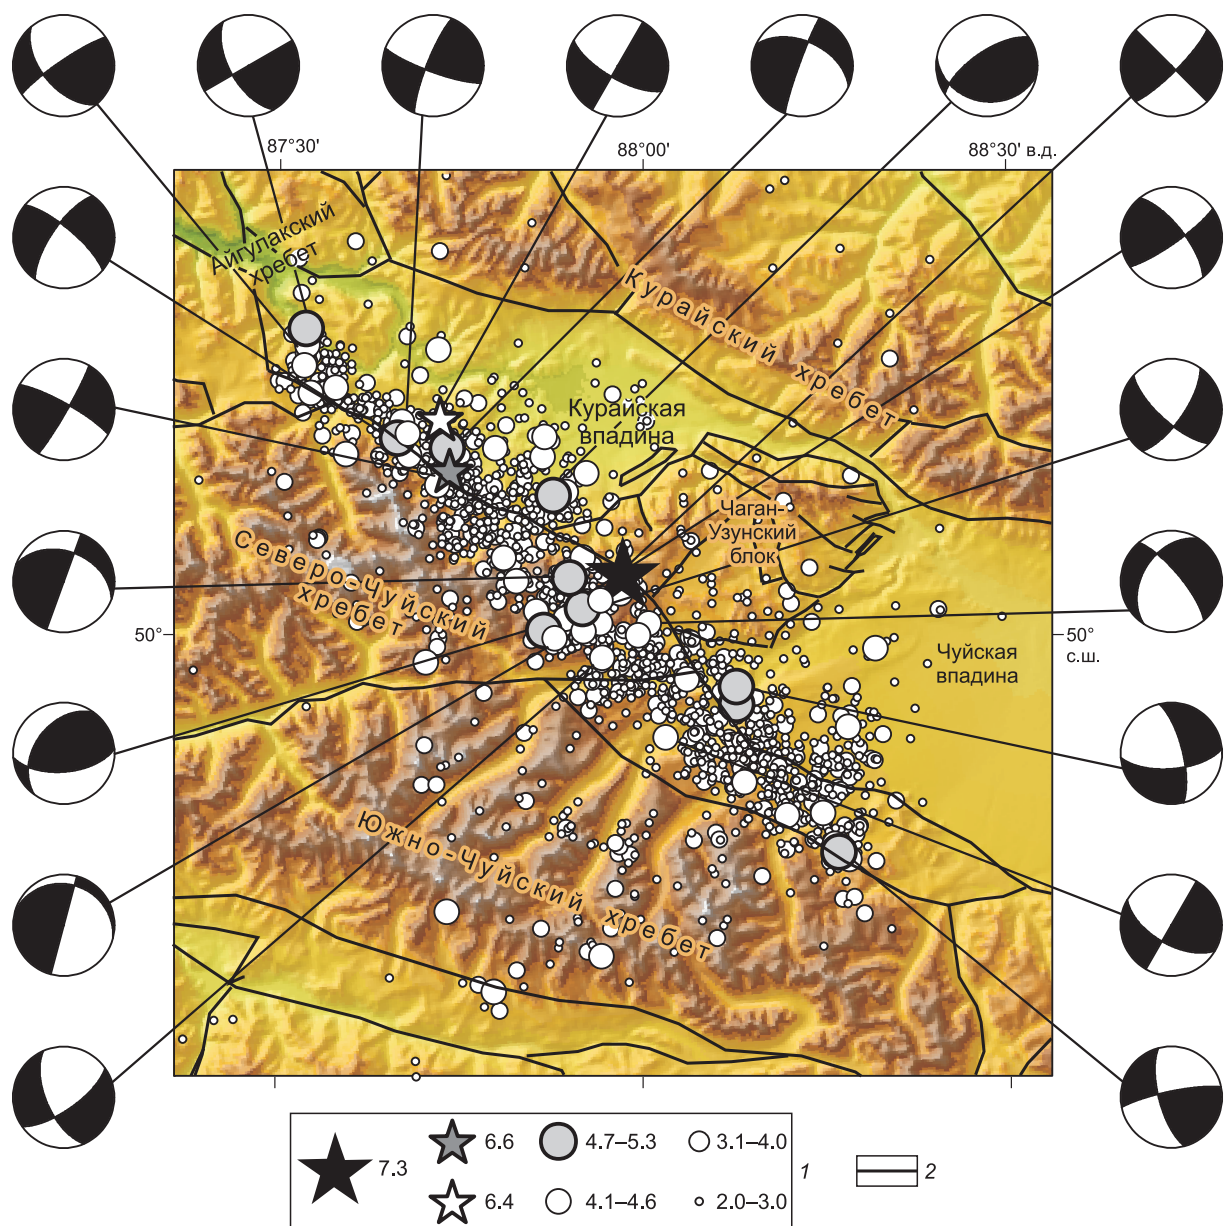 87°30'
88°00'
88°30' в.д.
Айгулакский
хребет
Курайский хребет
Курайская
впадина
Чаган-
Узунский
блок
Северо-Чуйский
хребет
50°
50°
с.ш.
Чуйская
впадина
Южно-Чуйский хребет
7.3
6.6
4.7–5.3
3.1–4.0
1
2
6.4
4.1–4.6
2.0–3.0